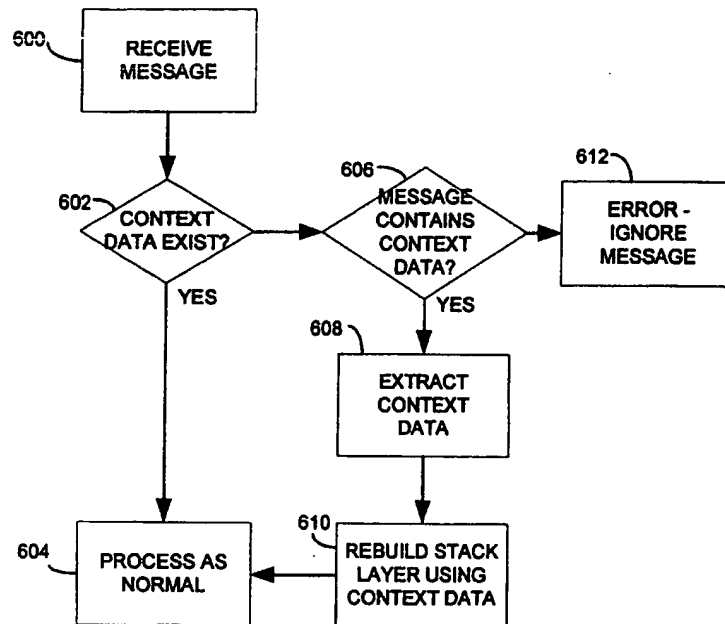 600
RECEIVE
MESSAGE
602
CONTEXT
DATA EXIST?
YES
606
MESSAGE
CONTAINS
CONTEXT
DATA?
YES
612
ERROR -
IGNORE
MESSAGE
608
EXTRACT
CONTEXT
DATA
610
REBUILD STACK
LAYER USING
CONTEXT DATA
604
PROCESS AS
NORMAL